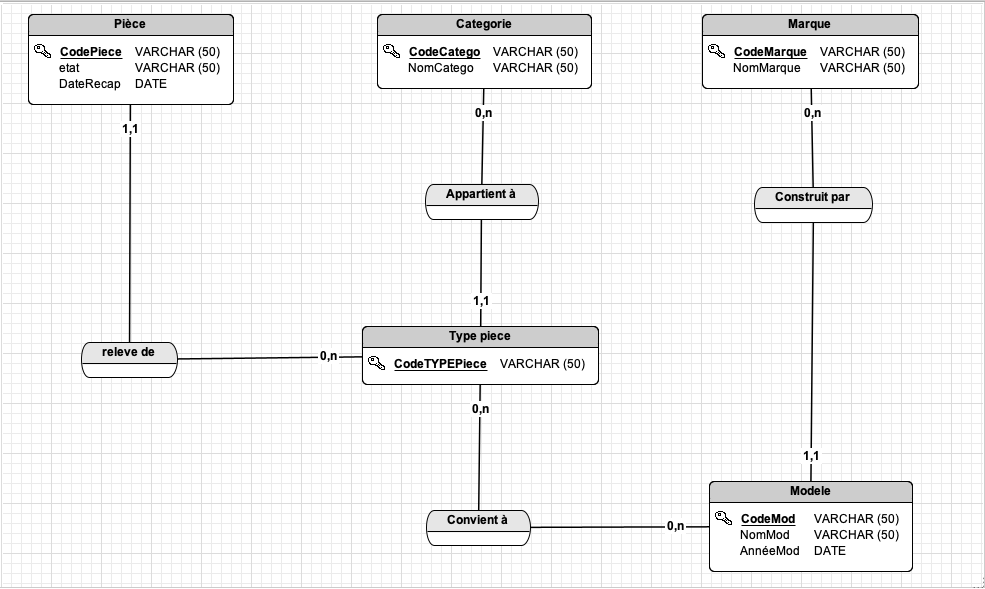 Pièce
CodePiece VARCHAR (50)
etat VARCHAR (50)
DateRecap DATE
1,1
Categorie
CodeCatego VARCHAR (50)
NomCatego VARCHAR (50)
0,n
Marque
CodeMarque VARCHAR (50)
NomMarque VARCHAR (50)
0,n
Appartient à
Construit par
1,1
releve de
0,n
Type piece
CodeTYPEPiece VARCHAR (50)
0,n
1,1
Convient à
0,n
Modele
CodeMod VARCHAR (50)
NomMod VARCHAR (50)
AnnéeMod DATE